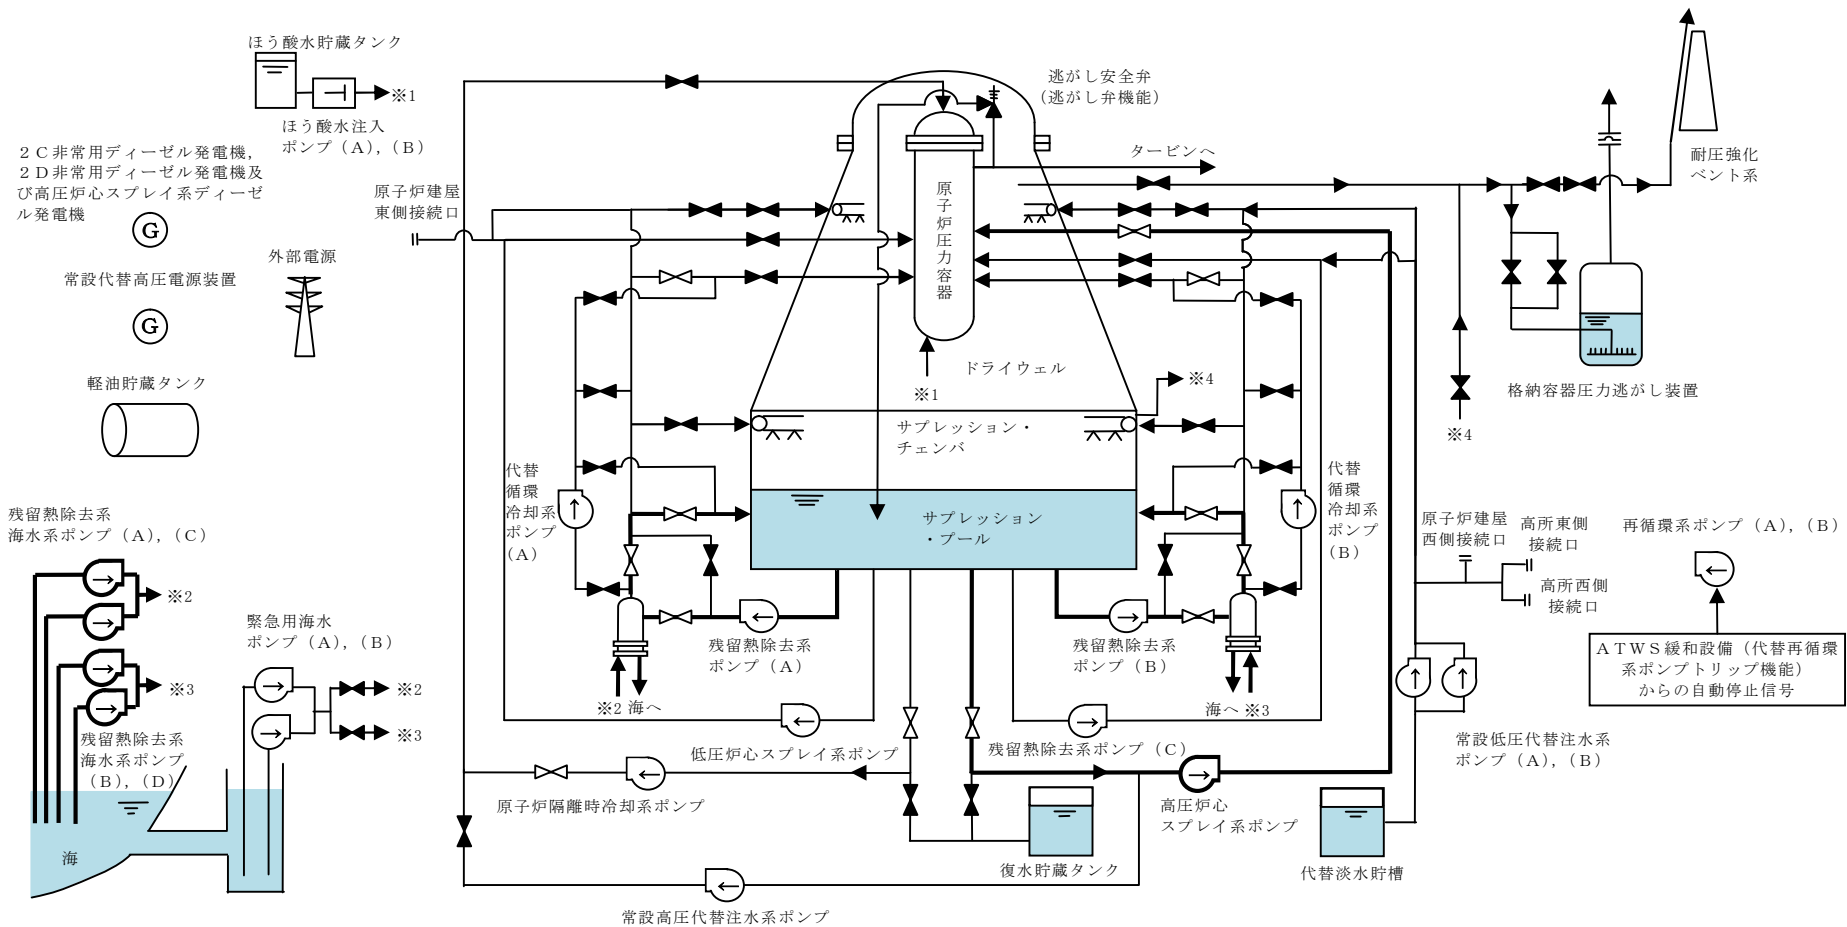 ほう酸水貯蔵タンク
※1
ほう酸水注入
ポンプ（A），（B）
２Ｃ非常用ディーゼル発電機，
２Ｄ非常用ディーゼル発電機及
び高圧炉心スプレイ系ディーゼ
ル発電機
G
外部電源
常設代替高圧電源装置
G
軽油貯蔵タンク
原子炉建屋
東側接続口
逃がし安全弁
（逃がし弁機能）
タービンへ
原子炉圧力容器
ドライウェル
※1
※4
サプレッション・
チェンバ
サプレッション
・プール
耐圧強化
ベント系
格納容器圧力逃がし装置
※4
代替
循環
冷却系
ポンプ
（A）
代替
循環
冷却系
ポンプ
（B）
残留熱除去系
海水系ポンプ（A），（C）
※2
※3
残留熱除去系
海水系ポンプ
（B），（D）
海
緊急用海水
ポンプ（A），（B）
※2
※3
残留熱除去系
ポンプ（A）
※2
海へ
残留熱除去系
ポンプ（B）
海へ
※3
低圧炉心スプレイ系ポンプ
残留熱除去系ポンプ（C）
原子炉隔離時冷却系ポンプ
高圧炉心
スプレイ系ポンプ
復水貯蔵タンク
常設高圧代替注水系ポンプ
原子炉建屋
西側接続口
高所東側
接続口
高所西側
接続口
再循環系ポンプ（A），（B）
ＡＴＷＳ緩和設備（代替再循環
系ポンプトリップ機能）
からの自動停止信号
常設低圧代替注水系
ポンプ（A），（B）
代替淡水貯槽